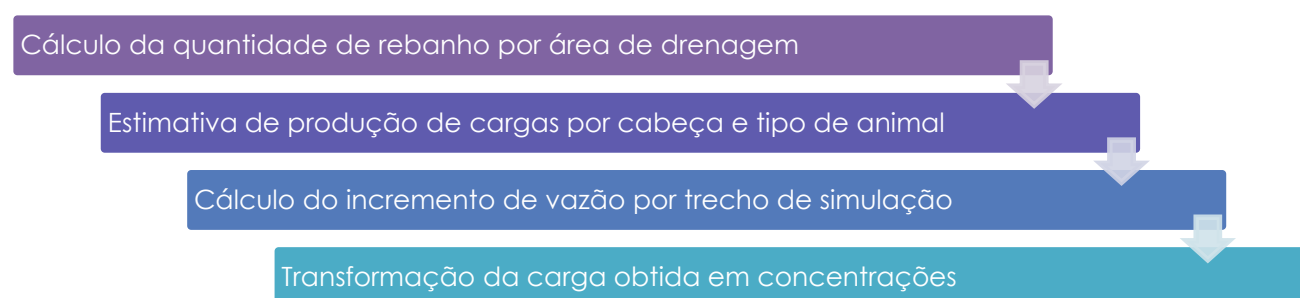 Cálculo da quantidade de rebanho por área de drenagem
Estimativa de produção de cargas por cabeça e tipo de animal
Cálculo do incremento de vazão por trecho de simulação
Transformação da carga obtida em concentrações